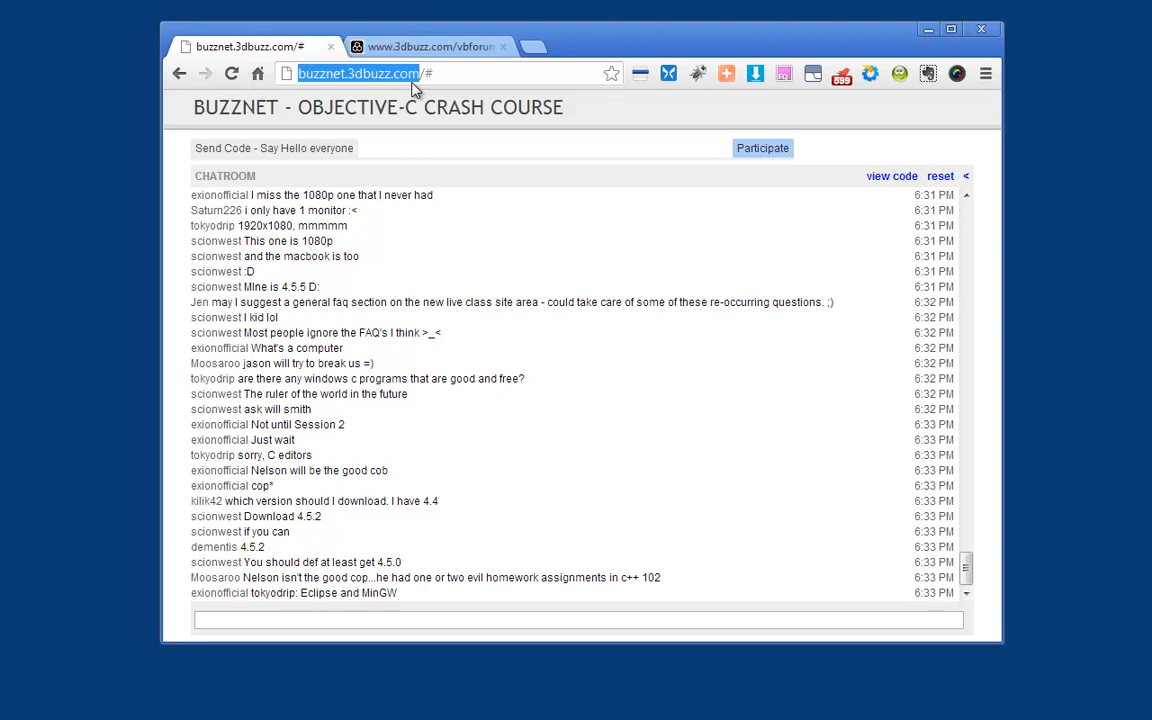 buzznet.3dbuzz.com/#
www.3dbuzz.com/vbforun
buzznet.3dbuzz.com/#
599
BUZZNET - OBJECTIVE-C CRASH COURSE
Send Code - Say Hello everyone
Participate
CHATROOM view code reset <
exionofficial I miss the 1080p one that I never had 6:31 PM
Saturn226 i only have 1 monitor :< 6:31 PM
tokyodrip 1920x1080, mmmmm 6:31 PM
scionwest This one is 1080p 6:31 PM
scionwest and the macbook is too 6:31 PM
scionwest :D 6:31 PM
scionwest MIne is 4.5.5 D: 6:31 PM
Jen may I suggest a general faq section on the new live class site area - could take care of some of these re-occurring questions. ;) 6:32 PM
scionwest I kid lol 6:32 PM
scionwest Most people ignore the FAQ's I think >_< 6:32 PM
exionofficial What's a computer 6:32 PM
Moosaroo jason will try to break us =) 6:32 PM
tokyodrip are there any windows c programs that are good and free? 6:32 PM
scionwest The ruler of the world in the future 6:32 PM
scionwest ask will smith 6:32 PM
exionofficial Not until Session 2 6:33 PM
exionofficial Just wait 6:33 PM
tokyodrip sorry, C editors 6:33 PM
exionofficial Nelson will be the good cob 6:33 PM
exionofficial cop* 6:33 PM
kilik42 which version should I download. I have 4.4 6:33 PM
scionwest Download 4.5.2 6:33 PM
scionwest if you can 6:33 PM
dementis 4.5.2 6:33 PM
scionwest You should def at least get 4.5.0 6:33 PM
Moosaroo Nelson isn't the good cop...he had one or two evil homework assignments in c++ 102 6:33 PM
exionofficial tokyodrip: Eclipse and MinGW 6:33 PM